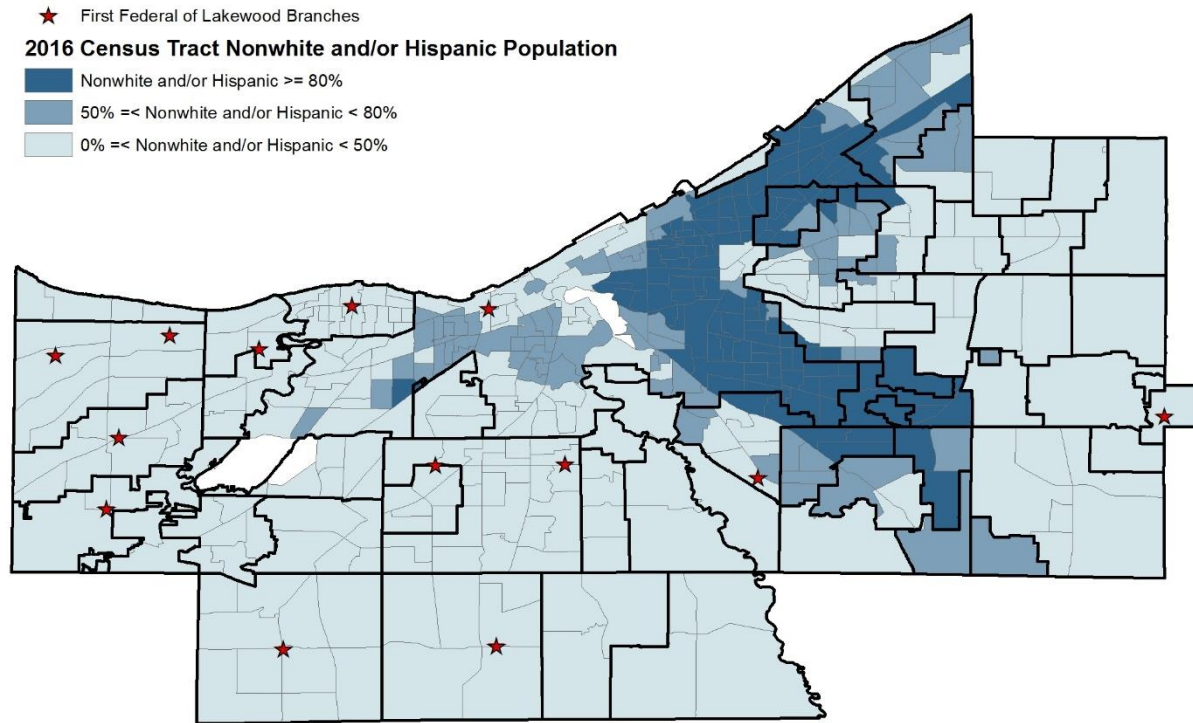 First Federal of Lakewood Branches
2016 Census Tract Nonwhite and/or Hispanic Population
Nonwhite and/or Hispanic >= 80%
50% =< Nonwhite and/or Hispanic < 80%
0% =< Nonwhite and/or Hispanic < 50%